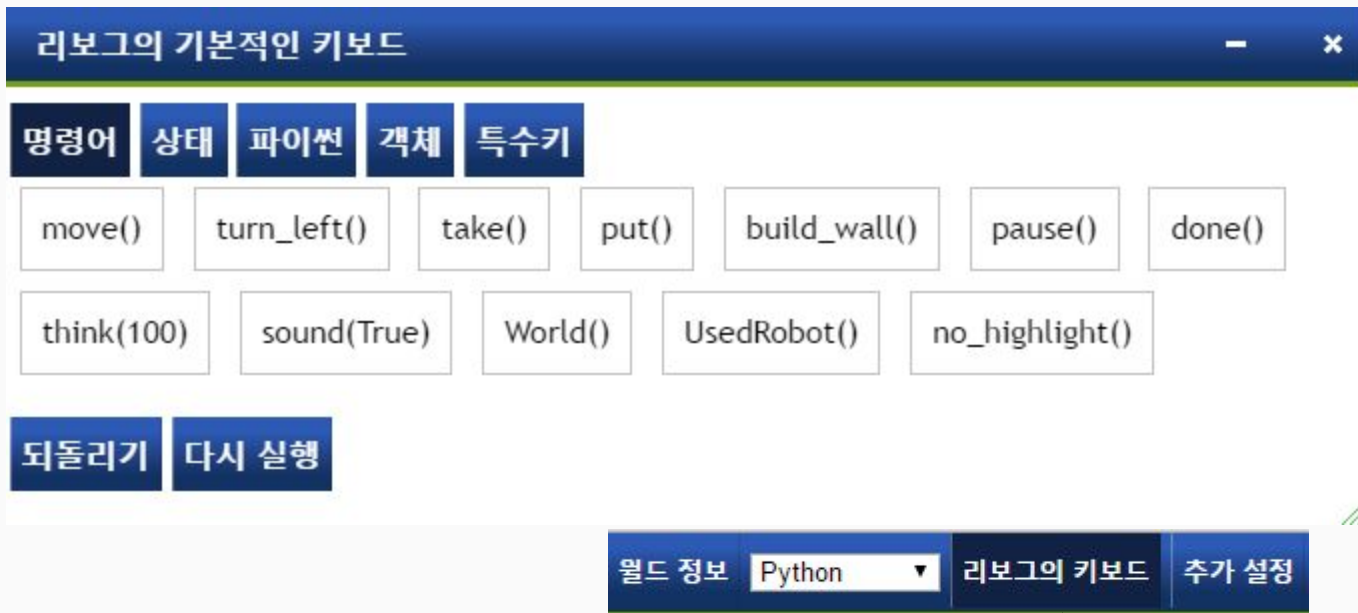 리보그의 기본적인 키보드
명령어 상태 파이썬 객체 특수키
move() turn_left() take() put() build_wall() pause() done()
think(100) sound(True) World() UsedRobot() no_highlight()
되돌리기 다시 실행
월드 정보 Python 리보그의 키보드 추가 설정